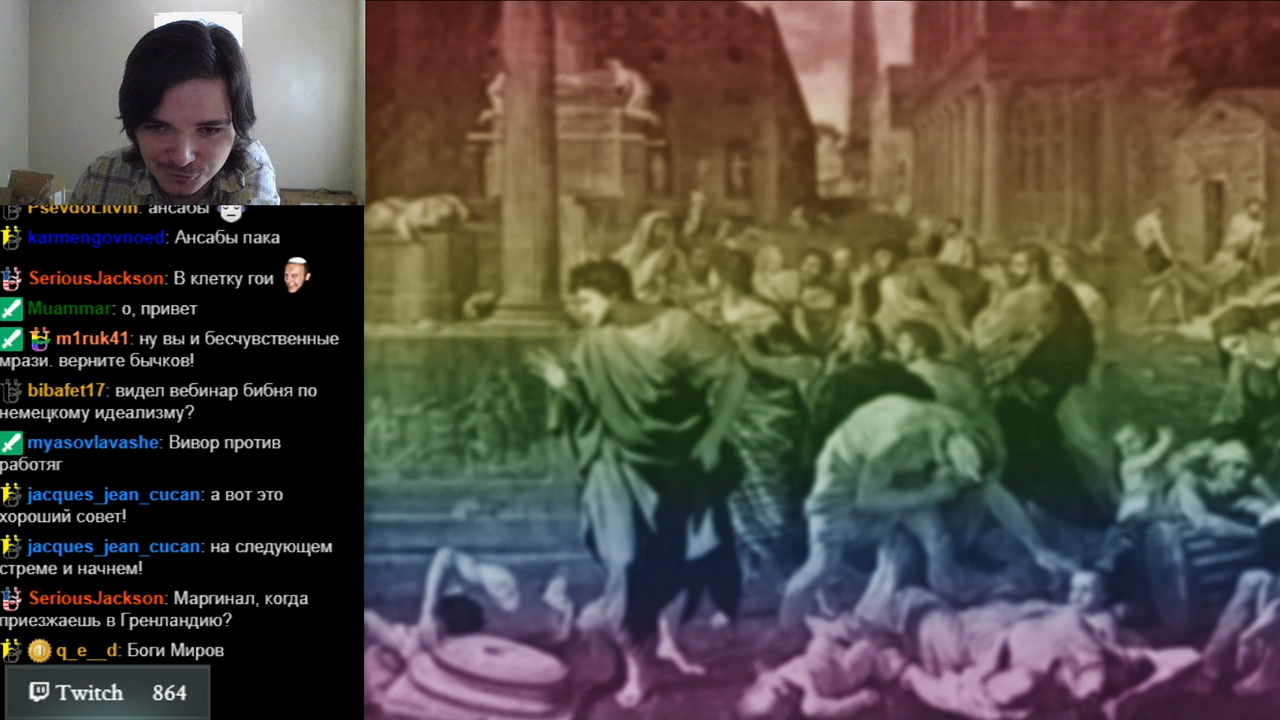 PsevdoLitvin: ансабы
karmengovnoed: Ансабы пака
SeriousJackson: В клетку гои
Muammar: о, привет
m1ruk41: ну вы и бесчувственные
мрази. верните бычков!
bibafet17: видел вебинар бибня по
немецкому идеализму?
myasovlavashe: Вивор против
работяг
jacques_jean_cucan: а вот это
хороший совет!
jacques_jean_cucan: на следующем
стриме и начнем!
SeriousJackson: Маргинал, когда
приезжаешь в Гренландию?
q_e__d: Боги Миров
Twitch 864